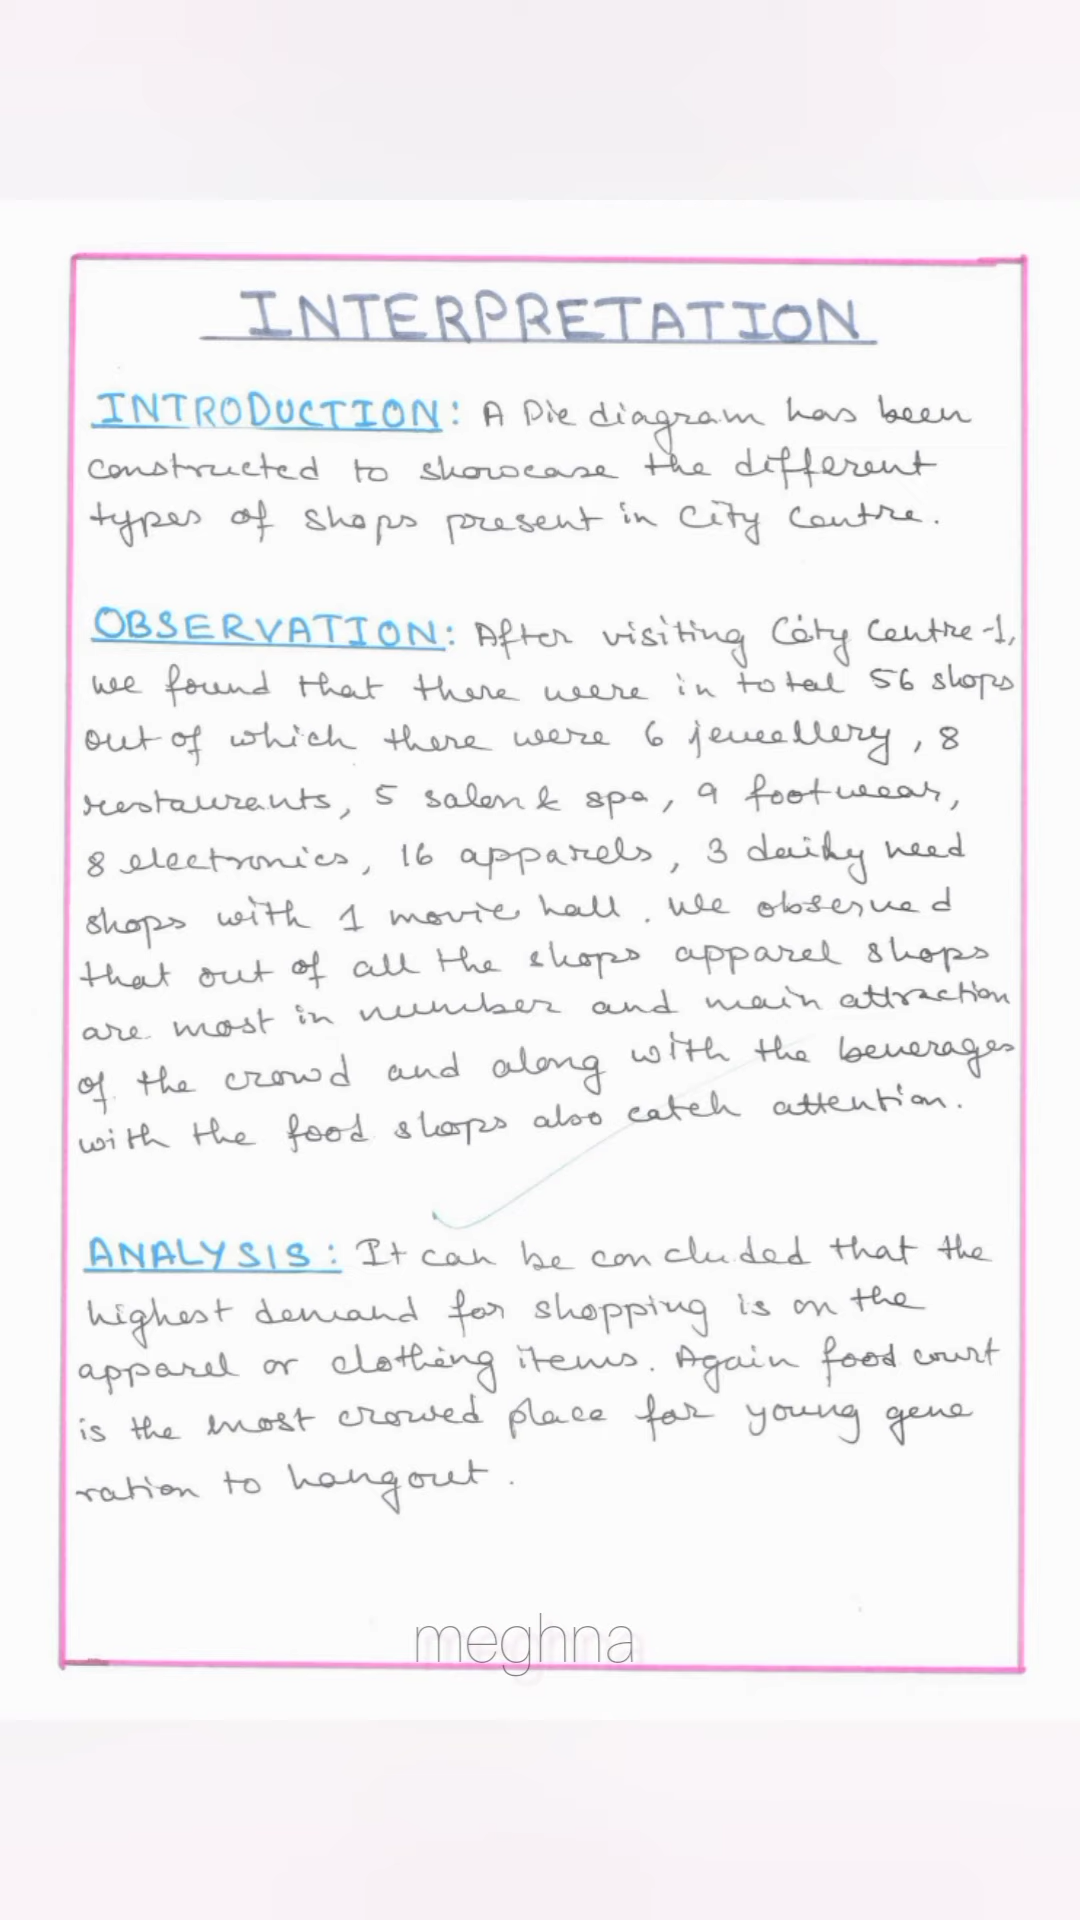 INTERPRETATION
INTRODUCTION: A Pie diagram has been
constructed to showcase the different
types of shops present in City Centre.
OBSERVATION: After visiting City Centre-1,
we found that there were in total 56 shops
out of which there were 6 jewellery, 8
restaurants, 5 salon & spa, 9 footwear,
8 electronics, 16 apparels, 3 daily need
shops with 1 movie hall. We observed
that out of all the shops apparel shops
are most in number and main attraction
of the crowd and along with the beverages
with the food shops also catch attention.
ANALYSIS: It can be concluded that the
highest demand for shopping is on the
apparel or clothing items. Again food court
is the most crowed place for young gene
ration to hangout.
meghna